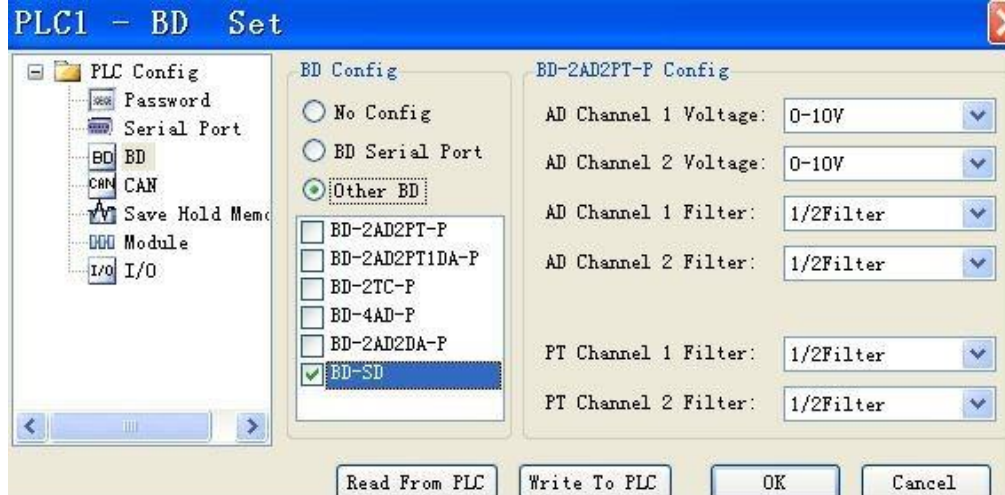 PLC1 - BD Set
PLC Config
Password
Serial Port
BD BD
CAN CAN
Save Hold Memo
Module
I/O I/O
BD Config
No Config
BD Serial Port
Other BD
BD-2AD2PT-P
BD-2AD2PT1DA-P
BD-2TC-P
BD-4AD-P
BD-2AD2DA-P
BD-SD
BD-2AD2PT-P Config
AD Channel 1 Voltage: 0-10V
AD Channel 2 Voltage: 0-10V
AD Channel 1 Filter: 1/2Filter
AD Channel 2 Filter: 1/2Filter
PT Channel 1 Filter: 1/2Filter
PT Channel 2 Filter: 1/2Filter
Read From PLC Write To PLC OK Cancel